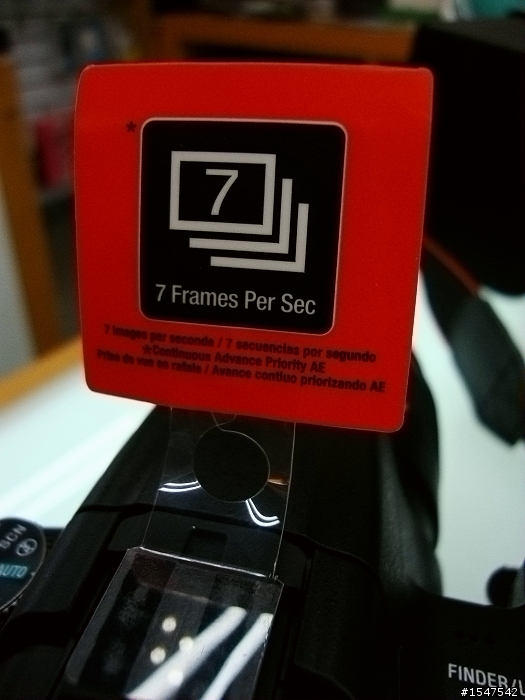 *
7
7 Frames Per Sec
7 images per seconde / 7 secuencias por segundo
*Continuous Advance Priority AE
Prise de vue en rafale / Avance contiuo priorizando AE
SCN
AUTO
FINDER/
#1547542